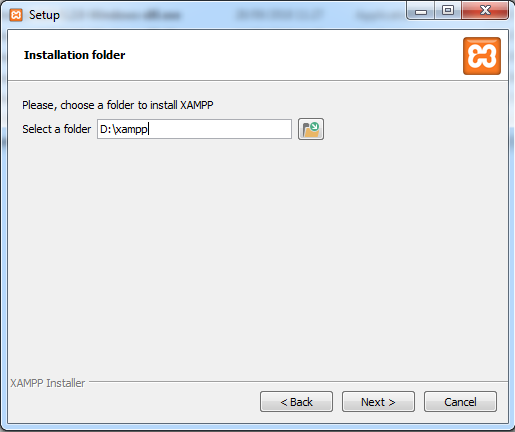 Setup
Installation folder
Please, choose a folder to install XAMPP
Select a folder D:\xampp
XAMPP Installer
< Back Next > Cancel